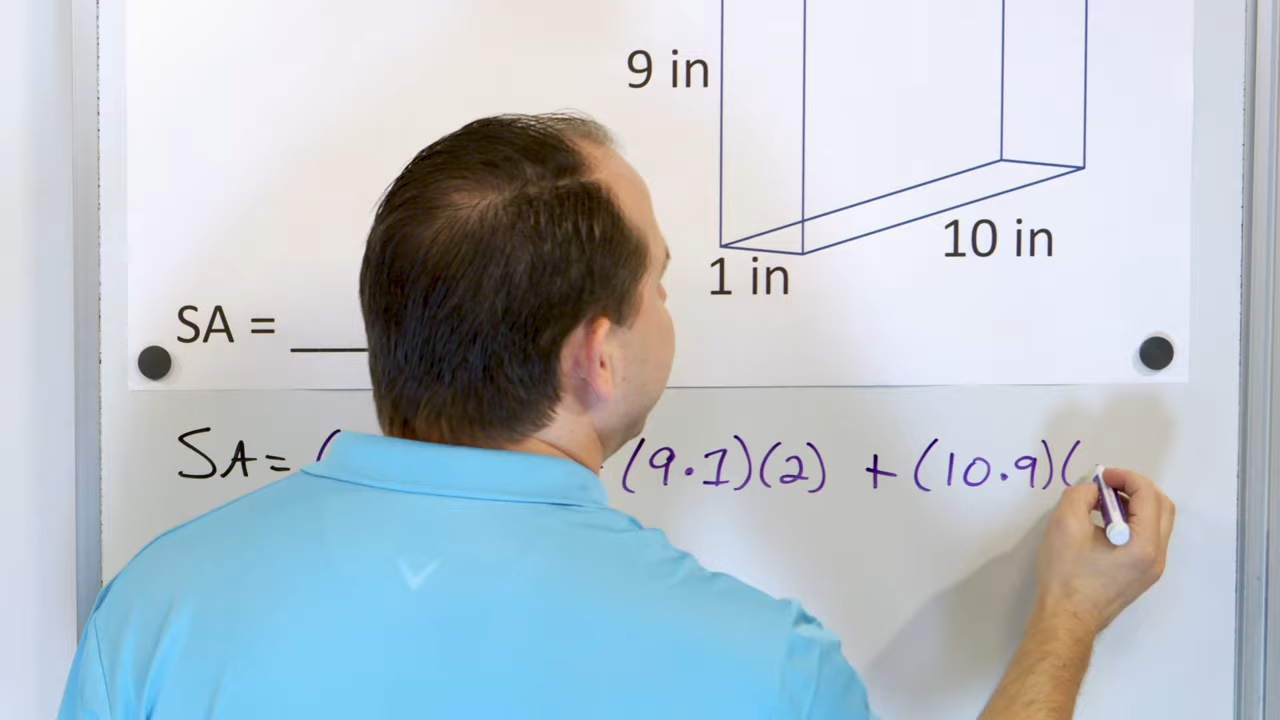 9 in
10 in
1 in
SA = ___
SA= ( (9.1)(2) + (10.9)(